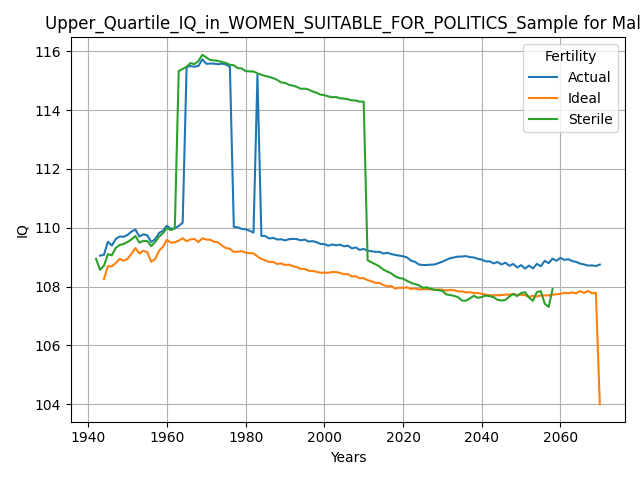 Upper_Quartile_IQ_in_WOMEN_SUITABLE_FOR_POLITICS_Sample for Mal
Fertility
Actual
Ideal
Sterile
IQ
116
114
112
110
108
106
104
1940 1960 1980 2000 2020 2040 2060
Years